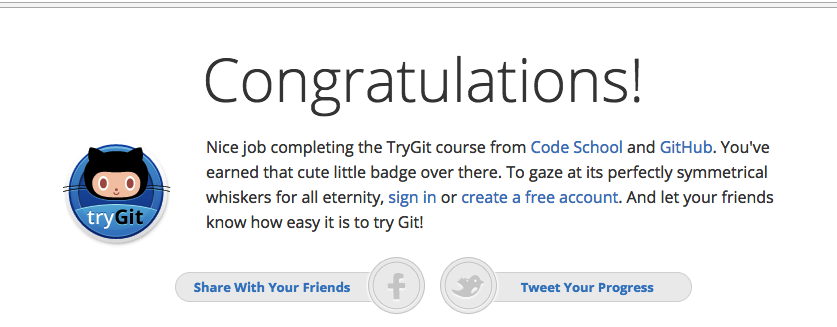 Congratulations!
Nice job completing the TryGit course from Code School and GitHub. You've
earned that cute little badge over there. To gaze at its perfectly symmetrical
whiskers for all eternity, sign in or create a free account. And let your friends
know how easy it is to try Git!
tryGit
Share With Your Friends
Tweet Your Progress